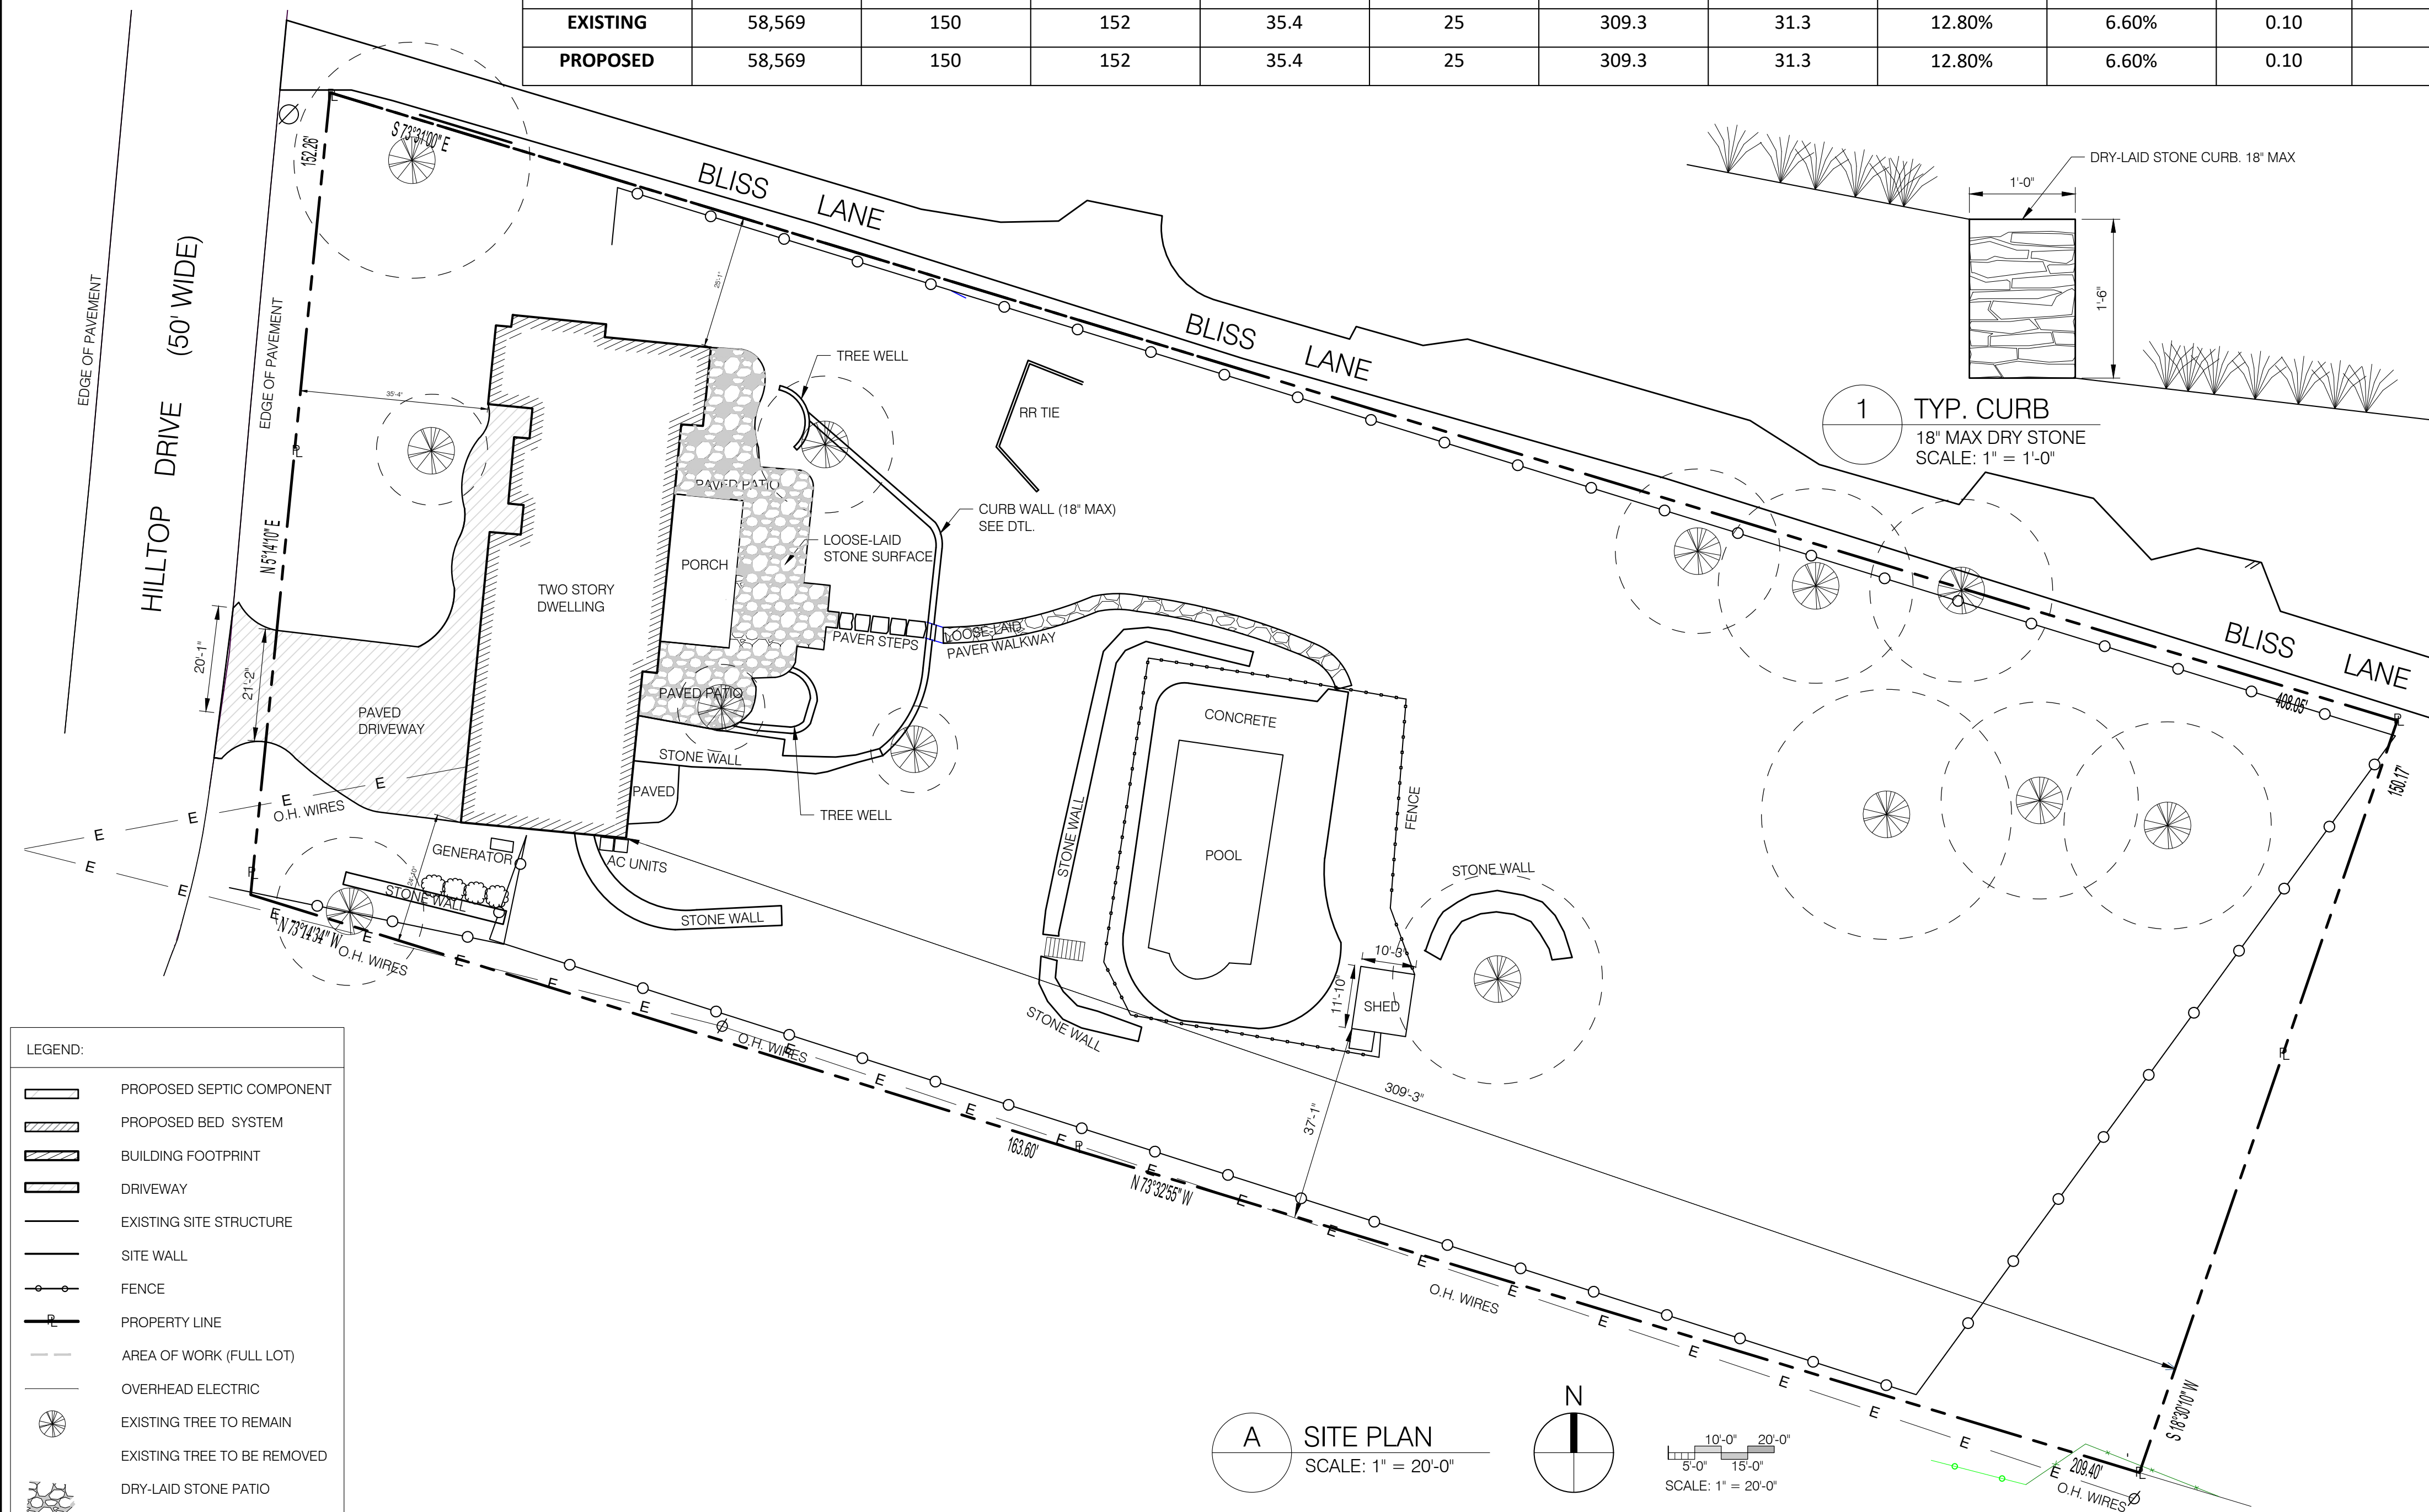 EXISTING 58,569 150 152 35.4 25 309.3 31.3 12.80% 6.60% 0.10
PROPOSED 58,569 150 152 35.4 25 309.3 31.3 12.80% 6.60% 0.10
DRY-LAID STONE CURB. 18" MAX
1'-0"
1'-6"
1
TYP. CURB
18" MAX DRY STONE
SCALE: 1" = 1'-0"
152.26'
S 73°31'00" E
BLISS LANE
BLISS LANE
BLISS LANE
EDGE OF PAVEMENT
HILLTOP DRIVE (50' WIDE)
EDGE OF PAVEMENT
25'-1"
35'-4"
N 5°14'10" E
TREE WELL
RR TIE
PAVED PATIO
CURB WALL (18" MAX)
SEE DTL.
LOOSE-LAID
STONE SURFACE
PORCH
TWO STORY
DWELLING
PAVER STEPS
LOOSE-LAID
PAVER WALKWAY
20'-1"
21'-2"
PAVED
DRIVEWAY
PAVED PATIO
STONE WALL
PAVED
TREE WELL
CONCRETE
POOL
FENCE
STONE WALL
STONE WALL
408.05'
150.17'
E
E
E
E
O.H. WIRES
GENERATOR
AC UNITS
STONE WALL
STONE WALL
E
E
E
N 73°14'34" W
O.H. WIRES
E
E
E
E
O.H. WIRES
E
STONE WALL
10'-3"
11'-10"
SHED
37'-1"
309'-3"
E
E
E
163.60'
E
N 73°32'55" W
E
E
E
O.H. WIRES
E
E
E
E
E
E
E
209.40'
O.H. WIRES
S 18°30'10" W
LEGEND:
PROPOSED SEPTIC COMPONENT
PROPOSED BED SYSTEM
BUILDING FOOTPRINT
DRIVEWAY
EXISTING SITE STRUCTURE
SITE WALL
FENCE
PROPERTY LINE
AREA OF WORK (FULL LOT)
OVERHEAD ELECTRIC
EXISTING TREE TO REMAIN
EXISTING TREE TO BE REMOVED
DRY-LAID STONE PATIO
A
SITE PLAN
SCALE: 1" = 20'-0"
N
10'-0" 20'-0"
5'-0" 15'-0"
SCALE: 1" = 20'-0"